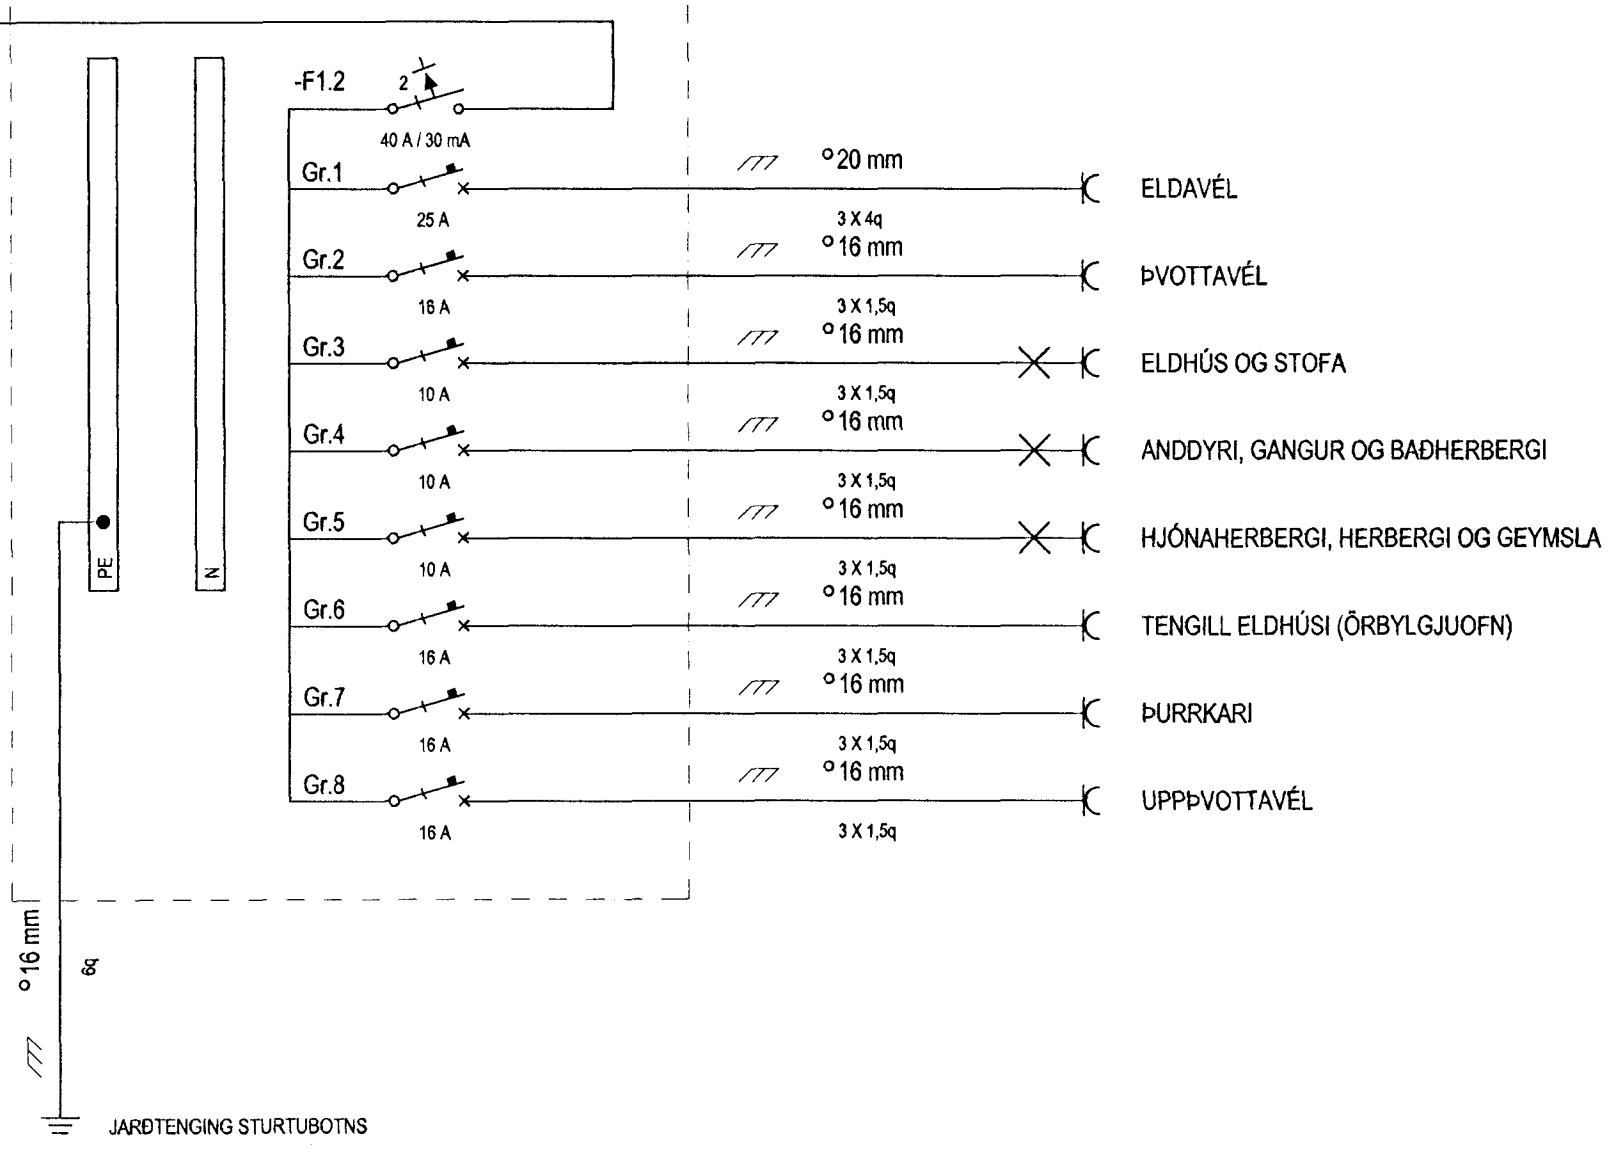 -F1.2
2
40 A / 30 mA
Gr.1
°20 mm
ELDAVÉL
25 A
3 X 4q
Gr.2
°16 mm
ÞVOTTAVÉL
16 A
3 X 1,5q
Gr.3
°16 mm
ELDHÚS OG STOFA
10 A
3 X 1,5q
Gr.4
°16 mm
ANDDYRI, GANGUR OG BAÐHERBERGI
10 A
3 X 1,5q
Gr.5
°16 mm
HJÓNAHERBERGI, HERBERGI OG GEYMSLA
10 A
3 X 1,5q
PE
N
Gr.6
°16 mm
TENGILL ELDHÚSI (ÖRBYLGJUOFN)
16 A
3 X 1,5q
Gr.7
°16 mm
ÞURRKARI
16 A
3 X 1,5q
Gr.8
°16 mm
UPPÞVOTTAVÉL
16 A
3 X 1,5q
°16 mm
6q
JARÐTENGING STURTUBOTNS